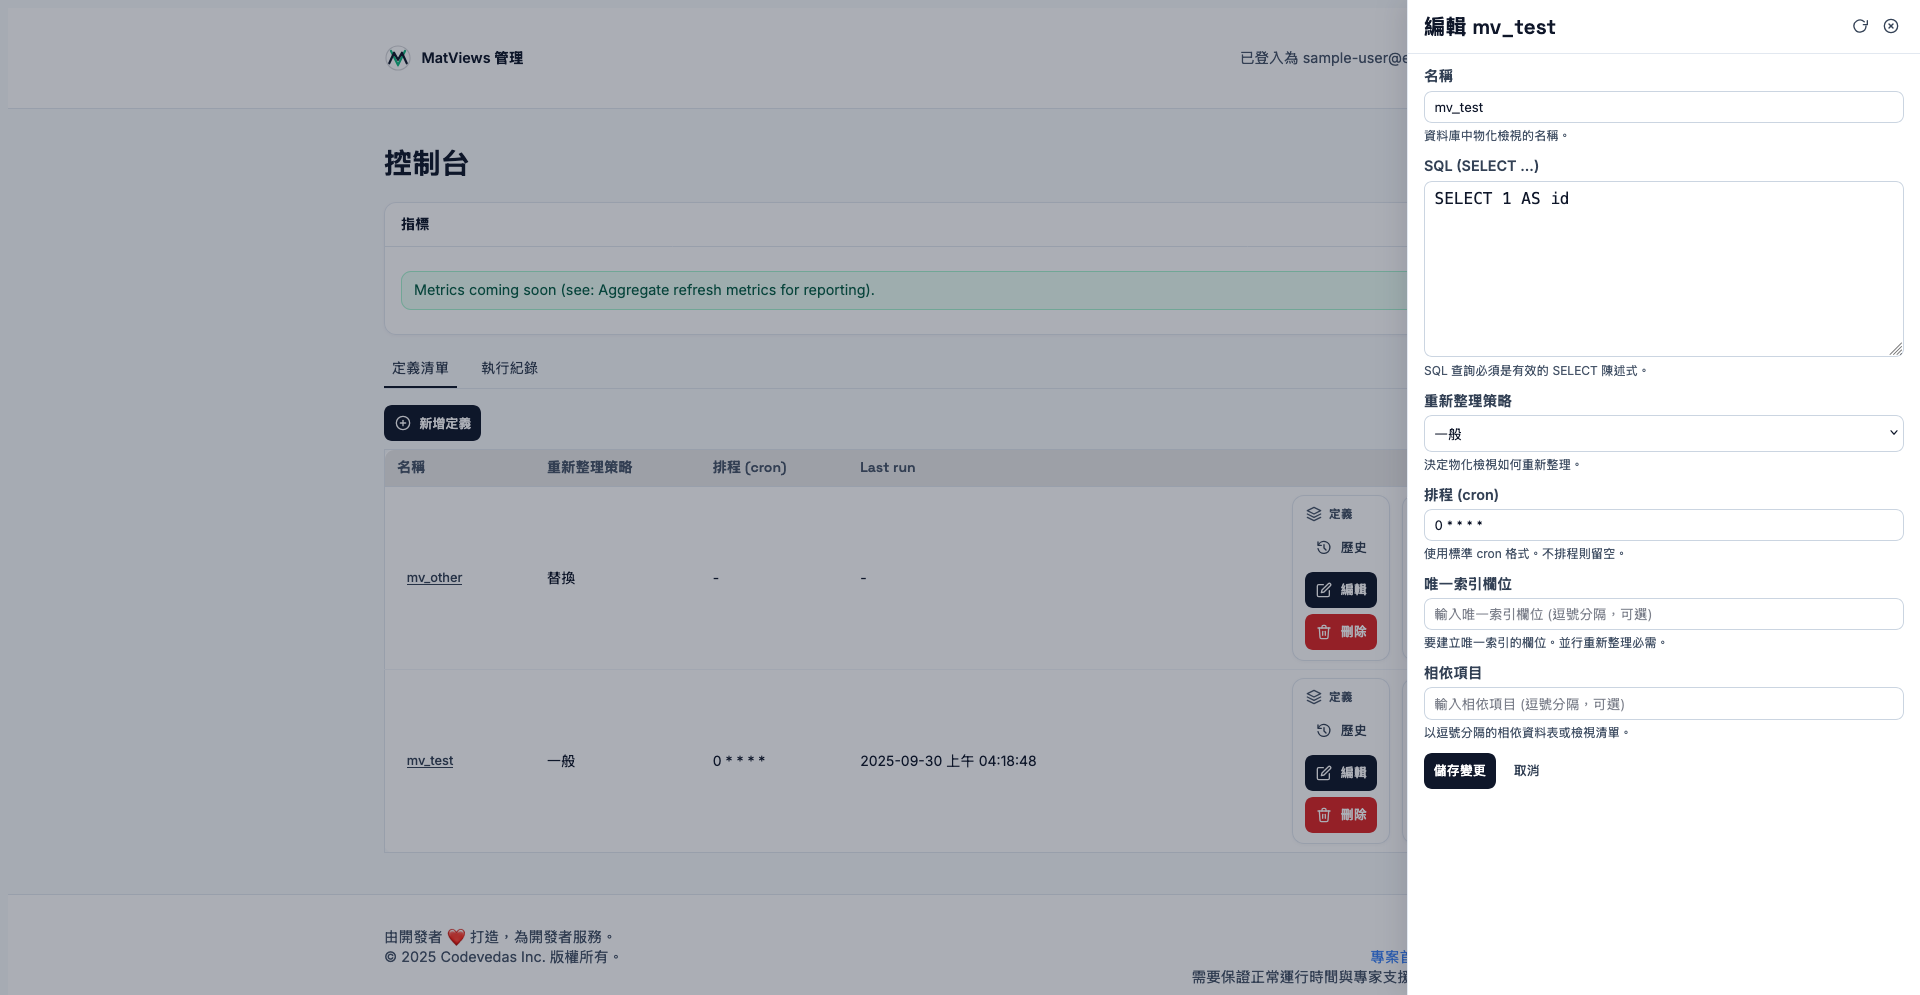 MatViews 管理
已登入為 sample-user@e
控制台
指標
Metrics coming soon (see: Aggregate refresh metrics for reporting).
定義清單
執行紀錄
新增定義
名稱 重新整理策略 排程 (cron) Last run
定義
歷史
mv_other 替換 - -
編輯
刪除
定義
歷史
mv_test 一般 0 * * * * 2025-09-30 上午 04:18:48
編輯
刪除
由開發者 ❤️ 打造，為開發者服務。
© 2025 Codevedas Inc. 版權所有。
專案首
需要保證正常運行時間與專家支援
編輯 mv_test
名稱
mv_test
資料庫中物化檢視的名稱。
SQL (SELECT …)
SELECT 1 AS id
SQL 查詢必須是有效的 SELECT 陳述式。
重新整理策略
一般
決定物化檢視如何重新整理。
排程 (cron)
0 * * * *
使用標準 cron 格式。不排程則留空。
唯一索引欄位
輸入唯一索引欄位 (逗號分隔，可選)
要建立唯一索引的欄位。並行重新整理必需。
相依項目
輸入相依項目 (逗號分隔，可選)
以逗號分隔的相依資料表或檢視清單。
儲存變更
取消